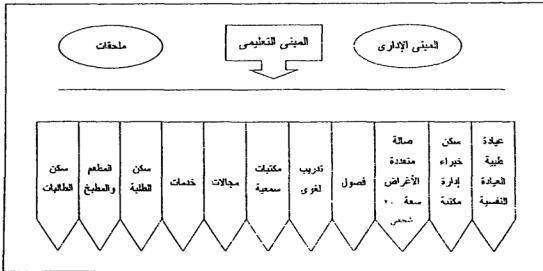 المبنى الإدارى
المبنى التعليمى
ملحقات
عيادة
طبية
العيادة
النفسية
سكن
خبراء
إدارة
مكتبة
صالة
متعددة
الأغراض
سعة ٢٠
شخص
فصول
تدريب
لغوى
مكتبات
سمعية
مجالات
خدمات
سكن
الطلبة
المطعم
والمطبخ
سكن
الطالبات